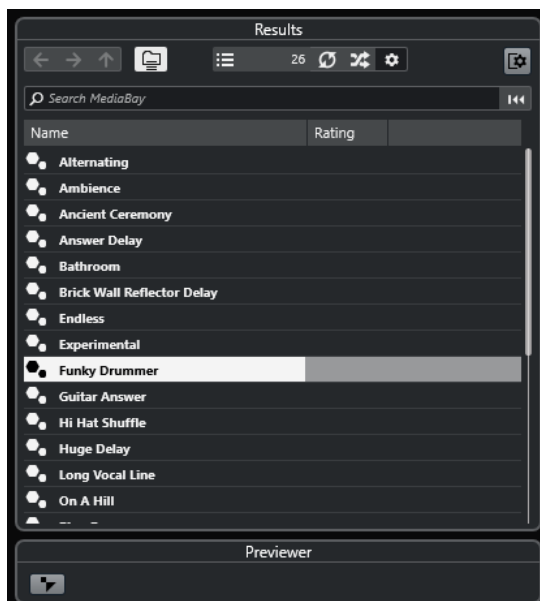 Results
26
Search MediaBay
Name Rating
Alternating
Ambience
Ancient Ceremony
Answer Delay
Bathroom
Brick Wall Reflector Delay
Endless
Experimental
Funky Drummer
Guitar Answer
Hi Hat Shuffle
Huge Delay
Long Vocal Line
On A Hill
Previewer